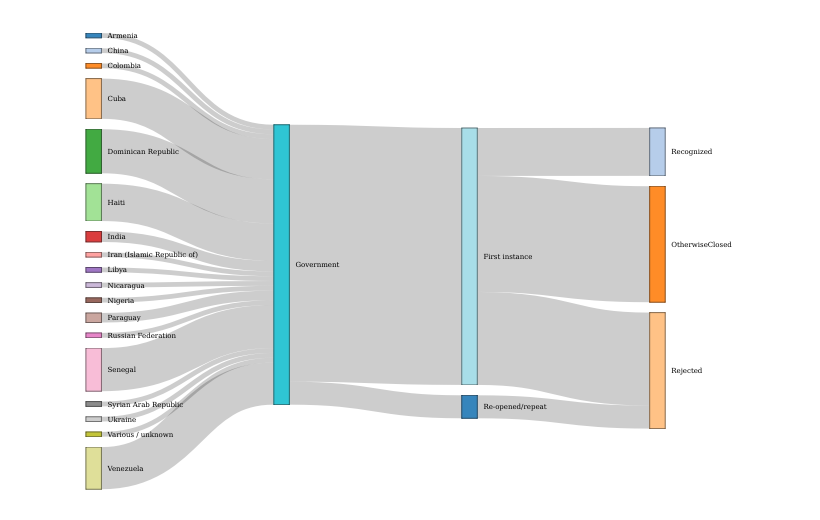 Armenia
China
Colombia
Cuba
Dominican Republic
Haiti
India
Iran (Islamic Republic of)
Libya
Nicaragua
Nigeria
Paraguay
Russian Federation
Senegal
Syrian Arab Republic
Ukraine
Various / unknown
Venezuela
Government
First instance
Re-opened/repeat
Recognized
OtherwiseClosed
Rejected